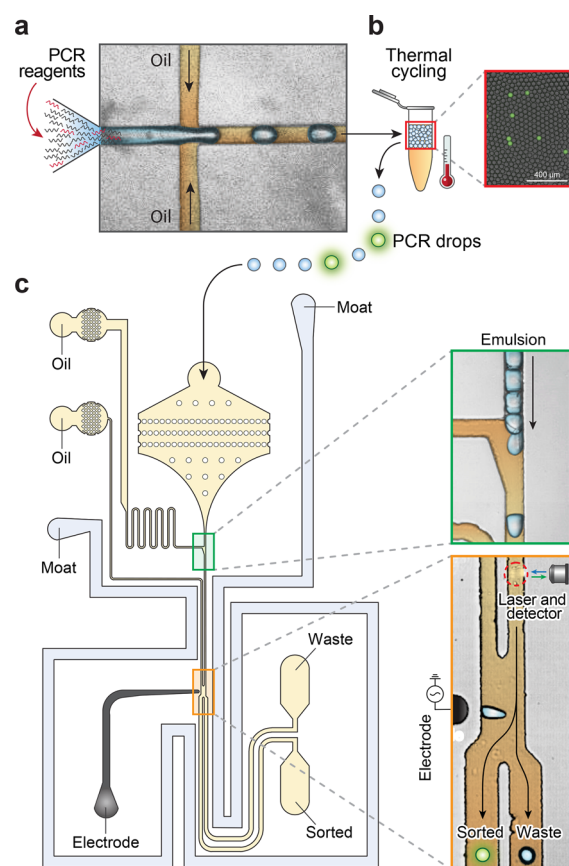 a
PCR
reagents
Oil
Oil
b
Thermal
cycling
400 µm
PCR drops
c
Oil
Oil
Moat
Moat
Electrode
Waste
Sorted
Emulsion
Laser and
detector
Electrode
Sorted
Waste